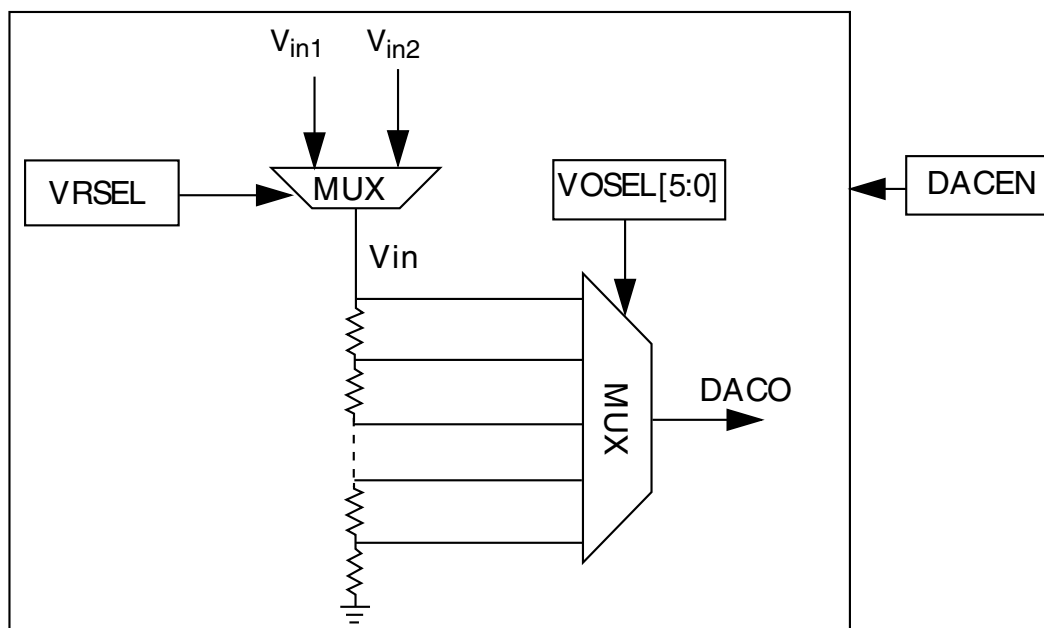 Vin1
Vin2
VRSEL
MUX
VOSEL[5:0]
DACEN
Vin
MUX
DACO